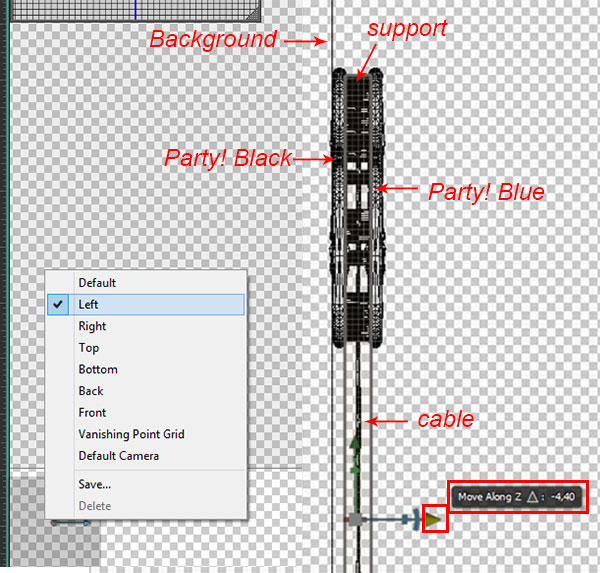 Background
support
Party! Black
Party! Blue
Default
Left
Right
Top
Bottom
Back
Front
Vanishing Point Grid
Default Camera
Save...
Delete
cable
Move Along Z △ : -4,40